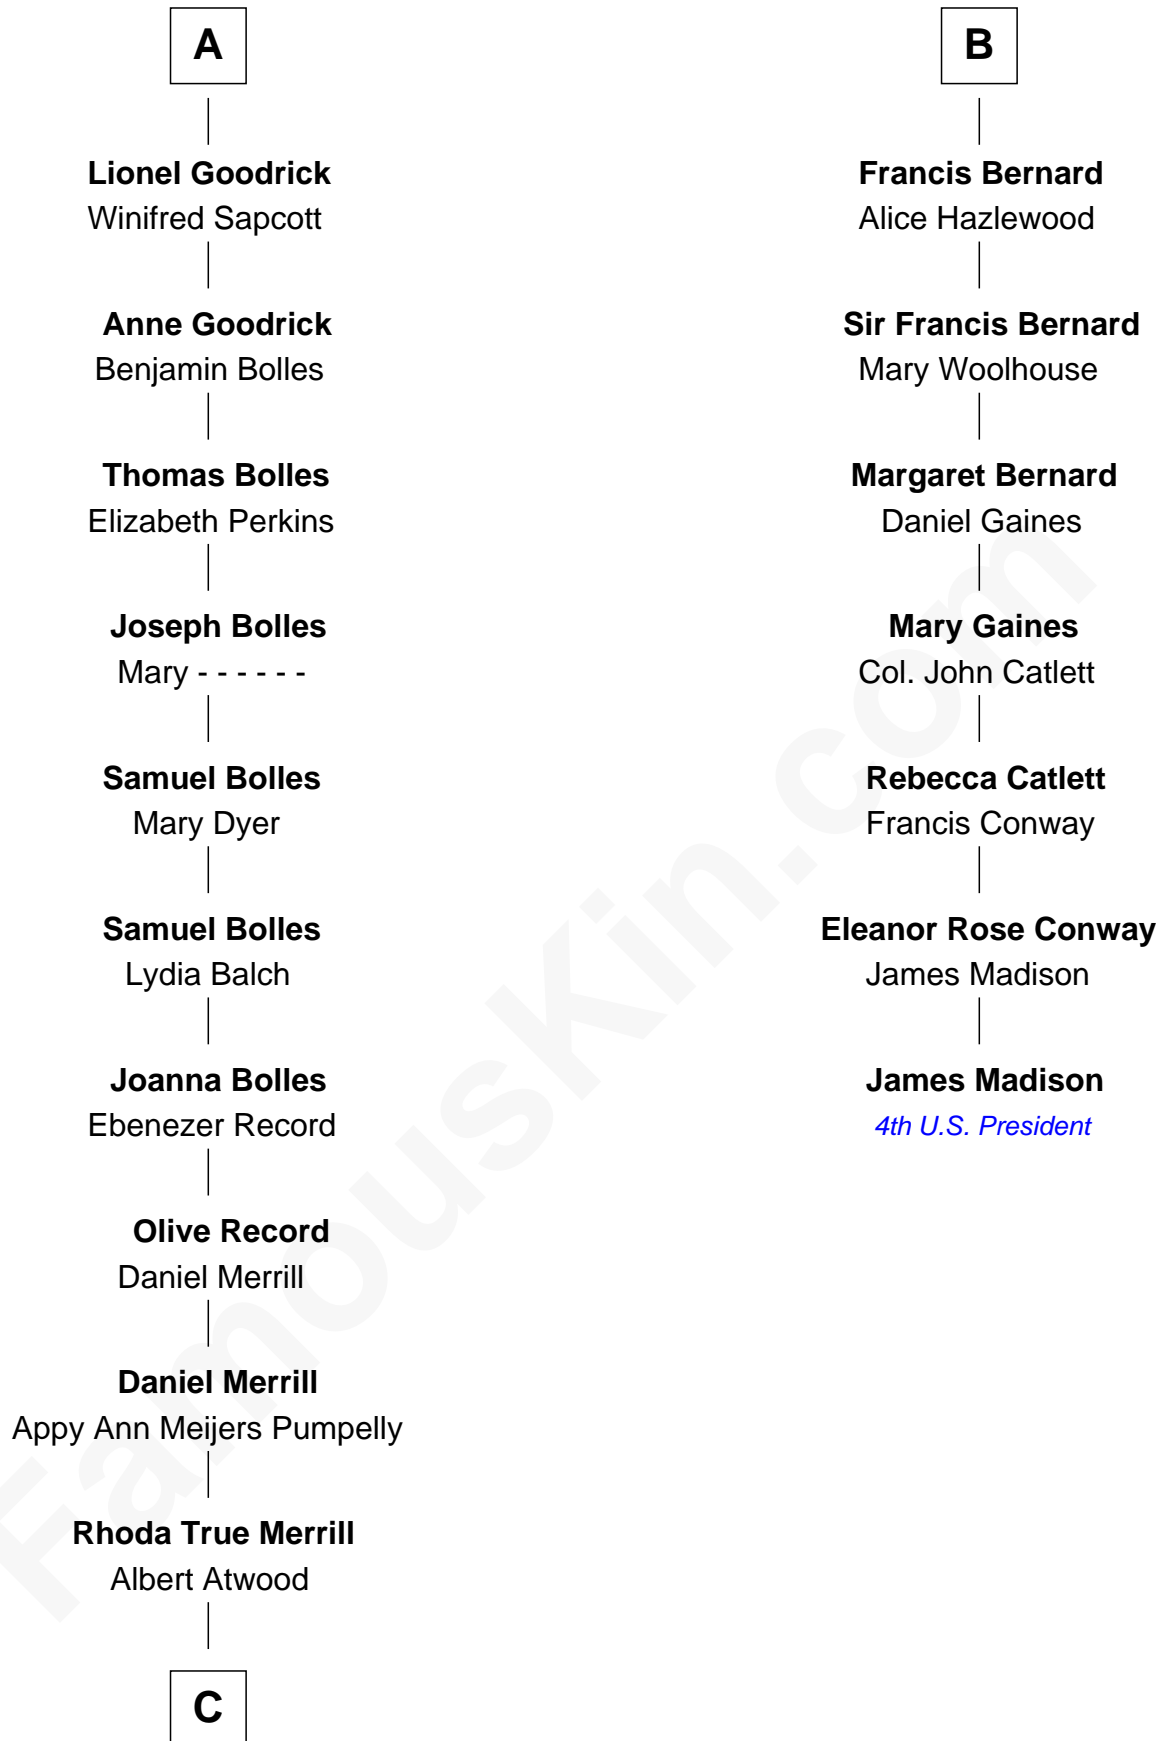 A
Lionel Goodrick
Winifred Sapcott
Anne Goodrick
Benjamin Bolles
Thomas Bolles
Elizabeth Perkins
Joseph Bolles
Mary - - - - - -
Samuel Bolles
Mary Dyer
Samuel Bolles
Lydia Balch
Joanna Bolles
Ebenezer Record
Olive Record
Daniel Merrill
Daniel Merrill
Appy Ann Meijers Pumpelly
Rhoda True Merrill
Albert Atwood
C
B
Francis Bernard
Alice Hazlewood
Sir Francis Bernard
Mary Woolhouse
Margaret Bernard
Daniel Gaines
Mary Gaines
Col. John Catlett
Rebecca Catlett
Francis Conway
Eleanor Rose Conway
James Madison
James Madison
4th U.S. President
FamousKin.com